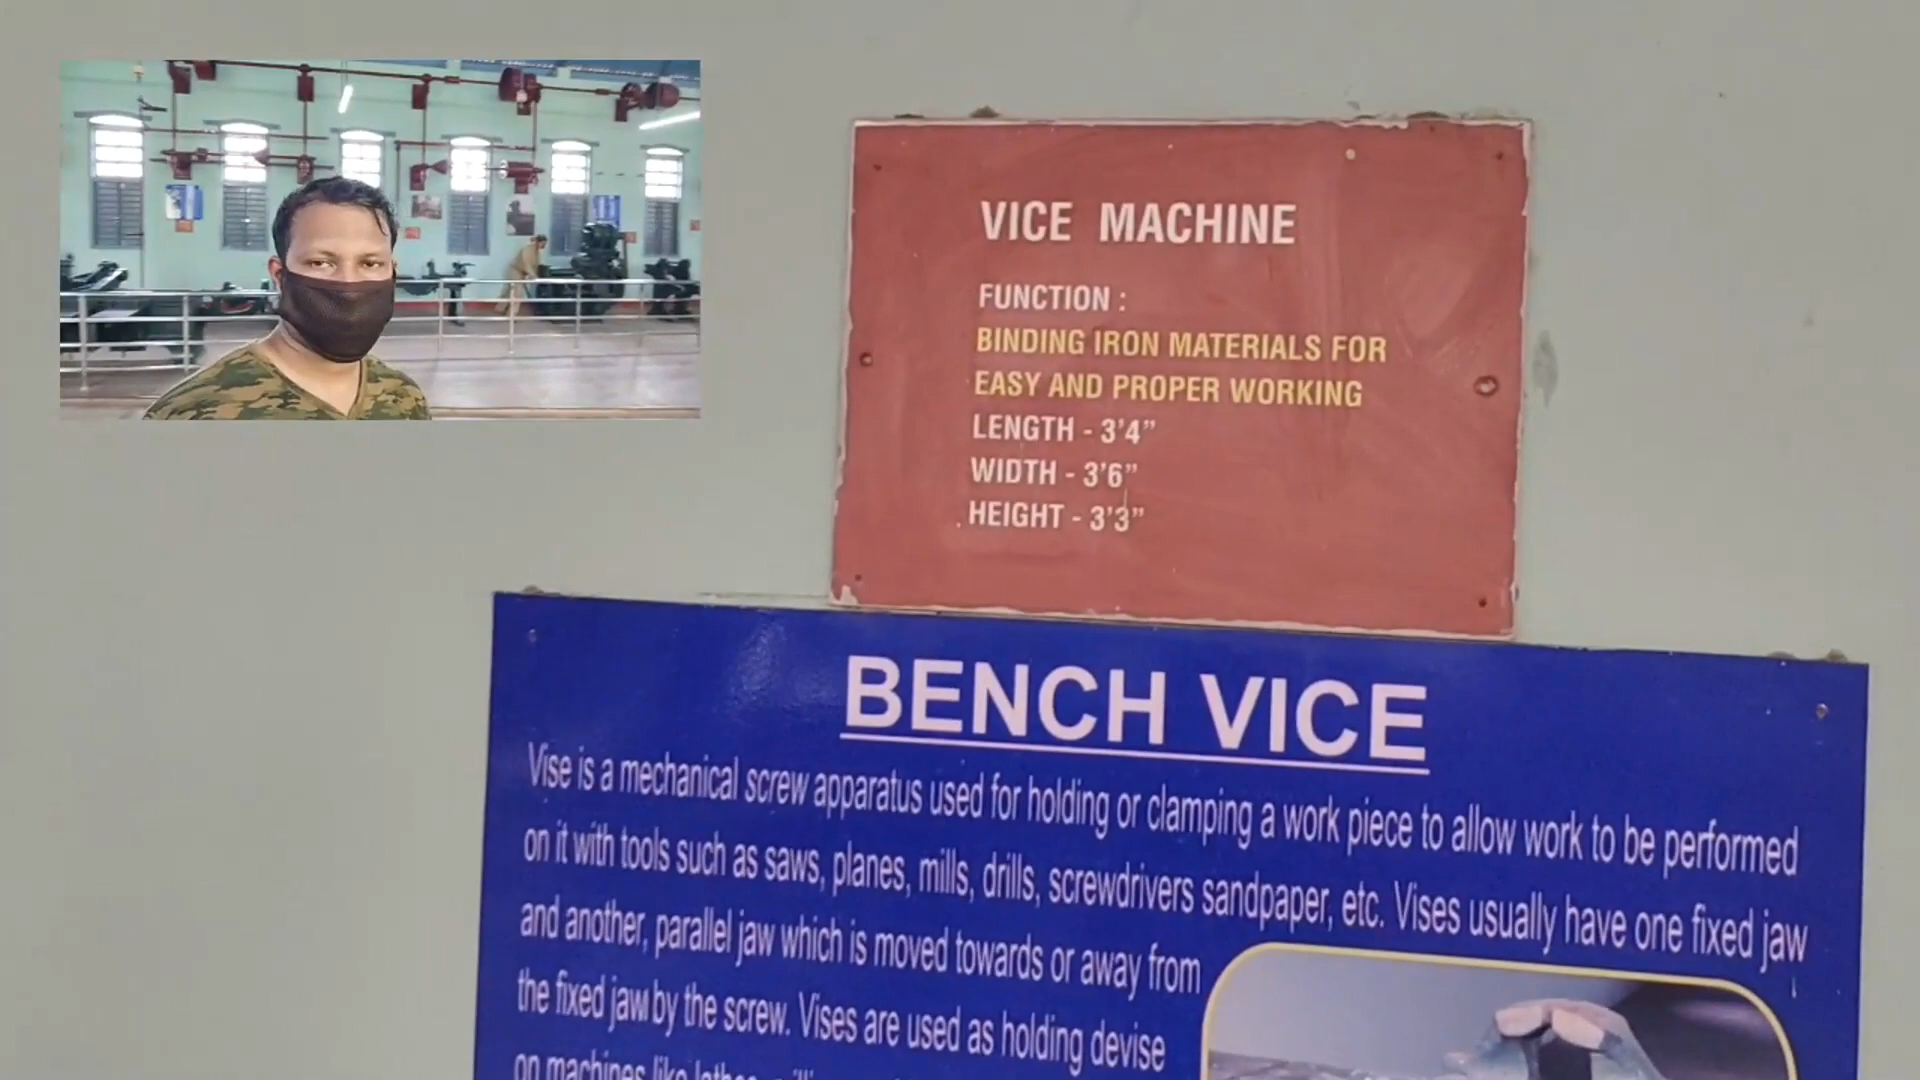 VICE MACHINE
FUNCTION :
BINDING IRON MATERIALS FOR
EASY AND PROPER WORKING
LENGTH - 3'4”
WIDTH - 3'6”
HEIGHT - 3'3”
BENCH VICE
Vise is a mechanical screw apparatus used for holding or clamping a work piece to allow work to be performed
on it with tools such as saws, planes, mills, drills, screwdrivers sandpaper, etc. Vises usually have one fixed jaw
and another, parallel jaw which is moved towards or away from
the fixed jaw by the screw. Vises are used as holding devise
on machines like